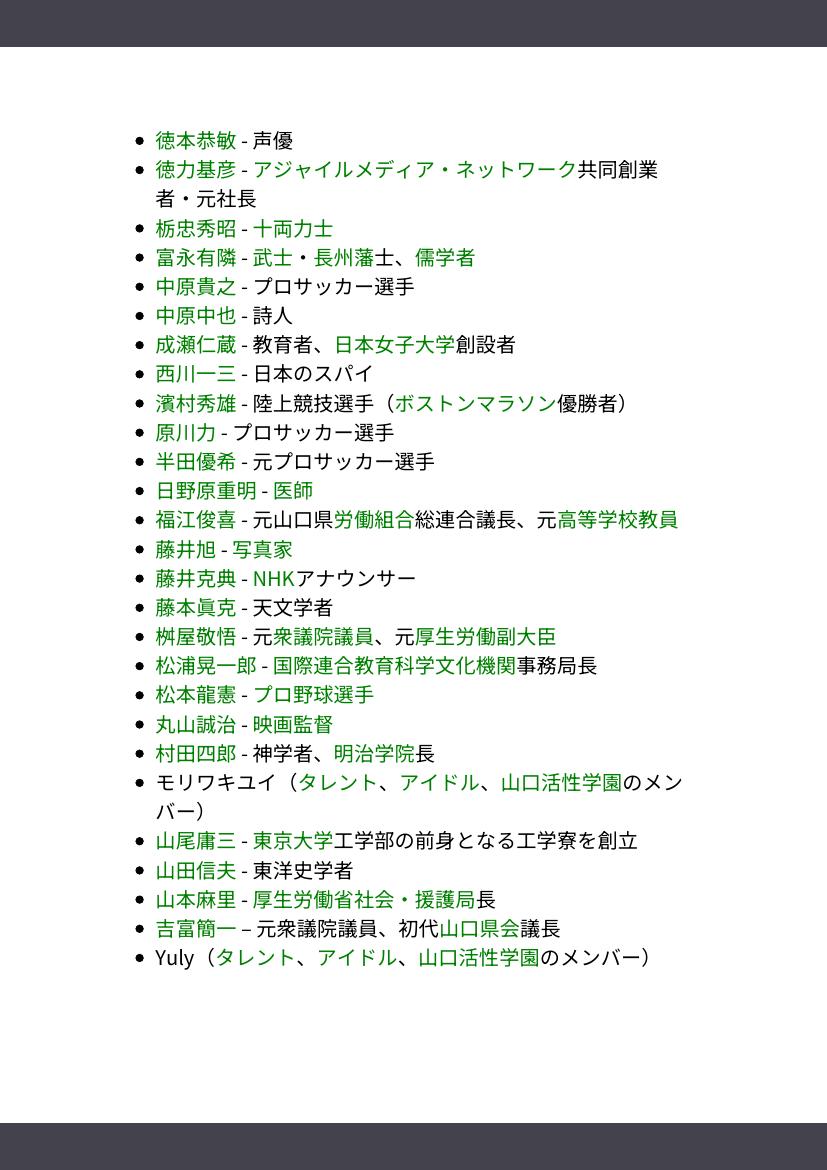 • 徳本恭敏 - 声優
• 徳力基彦 - アジャイルメディア・ネットワーク共同創業
者・元社長
• 栃忠秀昭 - 十両力士
• 富永有隣 - 武士・長州藩士、儒学者
• 中原貴之 - プロサッカー選手
• 中原中也 - 詩人
• 成瀬仁蔵 - 教育者、日本女子大学創設者
• 西川一三 - 日本のスパイ
• 濱村秀雄 - 陸上競技選手（ボストンマラソン優勝者）
• 原川力 - プロサッカー選手
• 半田優希 - 元プロサッカー選手
• 日野原重明 - 医師
• 福江俊喜 - 元山口県労働組合総連合議長、元高等学校教員
• 藤井旭 - 写真家
• 藤井克典 - NHKアナウンサー
• 藤本眞克 - 天文学者
• 桝屋敬悟 - 元衆議院議員、元厚生労働副大臣
• 松浦晃一郎 - 国際連合教育科学文化機関事務局長
• 松本龍憲 - プロ野球選手
• 丸山誠治 - 映画監督
• 村田四郎 - 神学者、明治学院長
• モリワキユイ（タレント、アイドル、山口活性学園のメン
バー）
• 山尾庸三 - 東京大学工学部の前身となる工学寮を創立
• 山田信夫 - 東洋史学者
• 山本麻里 - 厚生労働省社会・援護局長
• 吉富簡一 – 元衆議院議員、初代山口県会議長
• Yuly（タレント、アイドル、山口活性学園のメンバー）